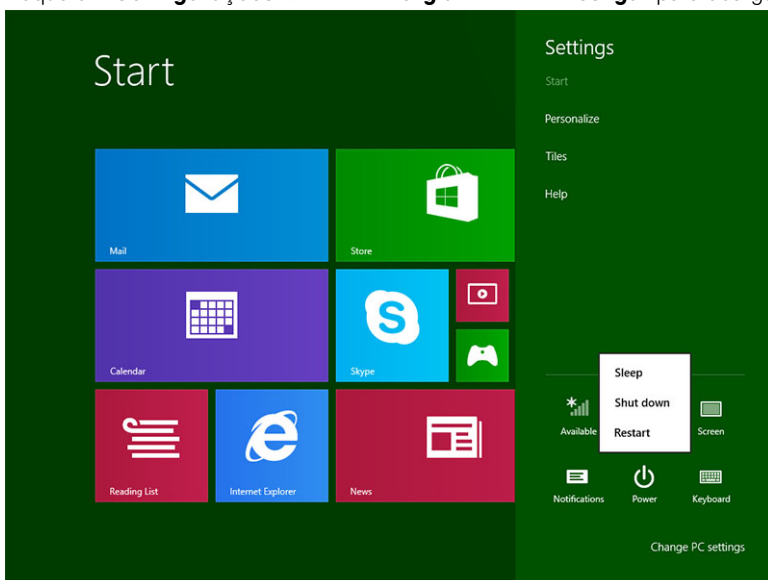 Start
Mail
Store
Calendar
Skype
Reading List
Internet Explorer
News
Settings
Start
Personalize
Tiles
Help
Sleep
Shut down
Restart
Available
Screen
Notifications
Power
Keyboard
Change PC settings